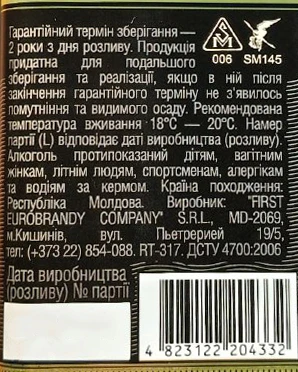 Гарантійний термін зберігання —
2 роки з дня розливу. Продукція
придатна для подальшого
зберігання та реалізації, якщо в ній після
закінчення гарантійного терміну не з'явилось
помутніння та видимого осаду. Рекомендована
температура вживання 18°С — 20°С. Намер
партії (L) відповідає даті виробництва (розливу).
Алкоголь протипоказаний дітям, вагітним
жінкам, літнім людям, спортсменам, алергікам
та водіям за кермом. Країна походження:
Республіка Молдова. Виробник: "FIRST
EUROBRANDY COMPANY" S.R.L., MD-2069,
м.Кишинів, вул. Пьетрерией 19/5,
тел: (+373 22) 854-088. RT-317. ДСТУ 4700:2006
Дата виробництва
(розливу) № партії
M
006 SM145
4 823122 204332